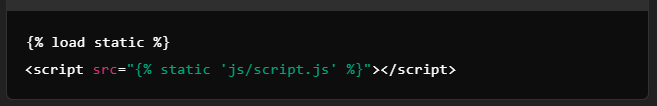 {% load static %}
<script src="{% static 'js/script.js' %}"></script>